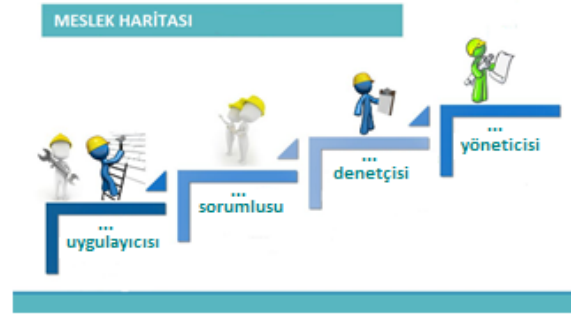 MESLEK HARİTASI
...
uygulayıcısı
...
sorumlusu
...
denetçisi
...
yöneticisi